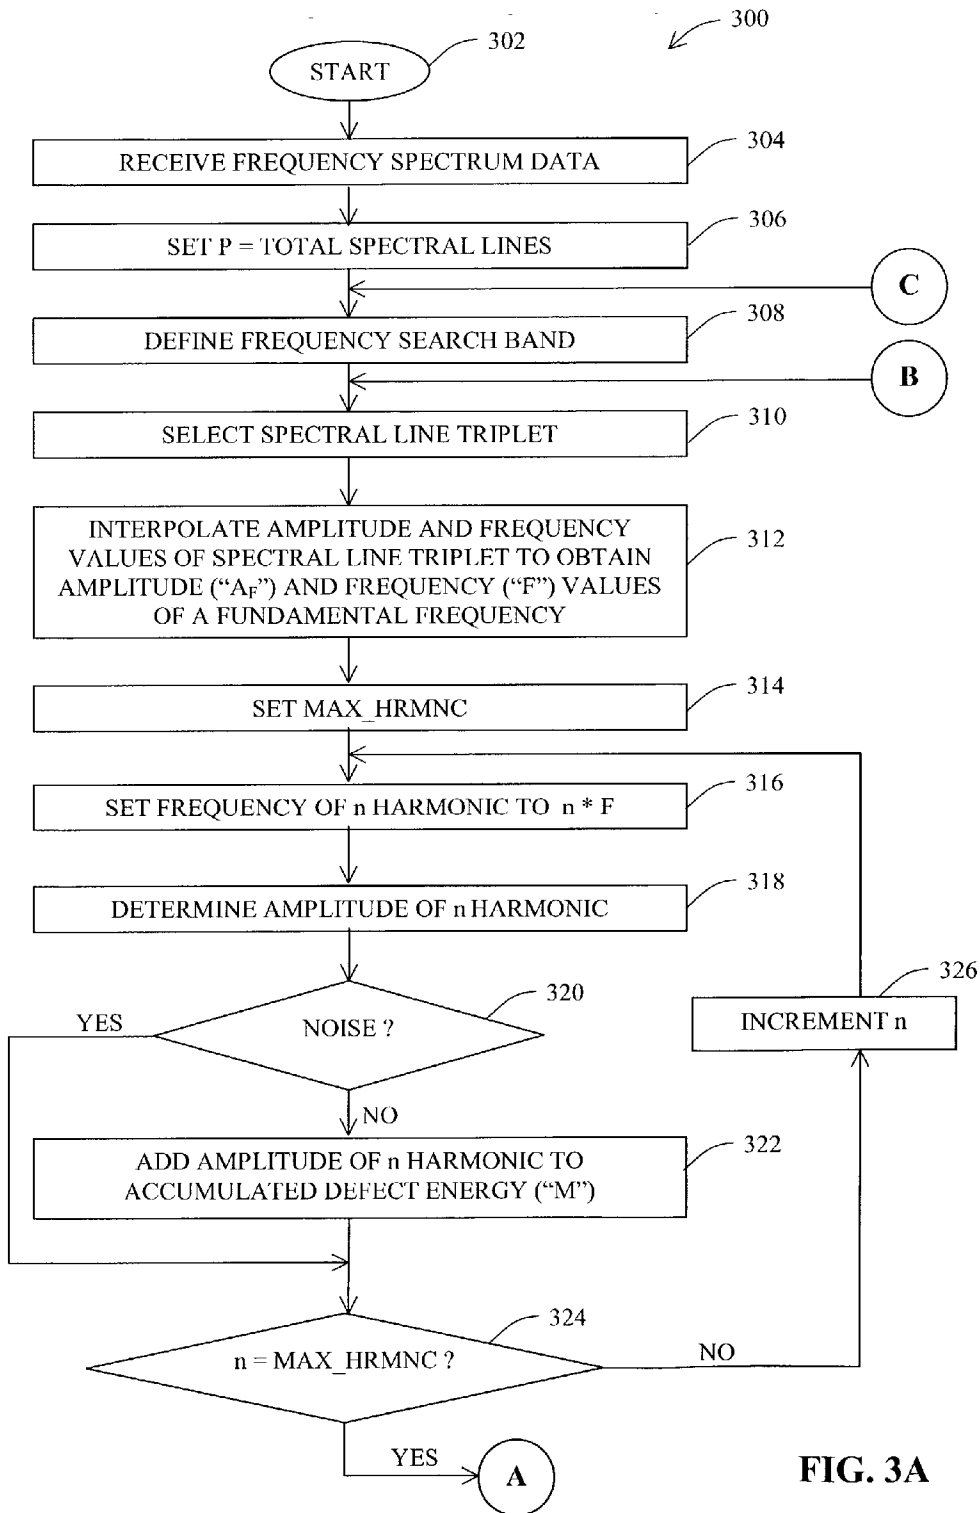 300
302
START
304
RECEIVE FREQUENCY SPECTRUM DATA
306
SET P = TOTAL SPECTRAL LINES
C
308
DEFINE FREQUENCY SEARCH BAND
B
310
SELECT SPECTRAL LINE TRIPLET
312
INTERPOLATE AMPLITUDE AND FREQUENCY
VALUES OF SPECTRAL LINE TRIPLET TO OBTAIN
AMPLITUDE (“AF”) AND FREQUENCY (“F”) VALUES
OF A FUNDAMENTAL FREQUENCY
314
SET MAX_HRMNC
316
SET FREQUENCY OF n HARMONIC TO n * F
318
DETERMINE AMPLITUDE OF n HARMONIC
320
NOISE ?
YES
NO
326
INCREMENT n
322
ADD AMPLITUDE OF n HARMONIC TO
ACCUMULATED DEFECT ENERGY (“M”)
324
n = MAX_HRMNC ?
NO
YES
A
FIG. 3A